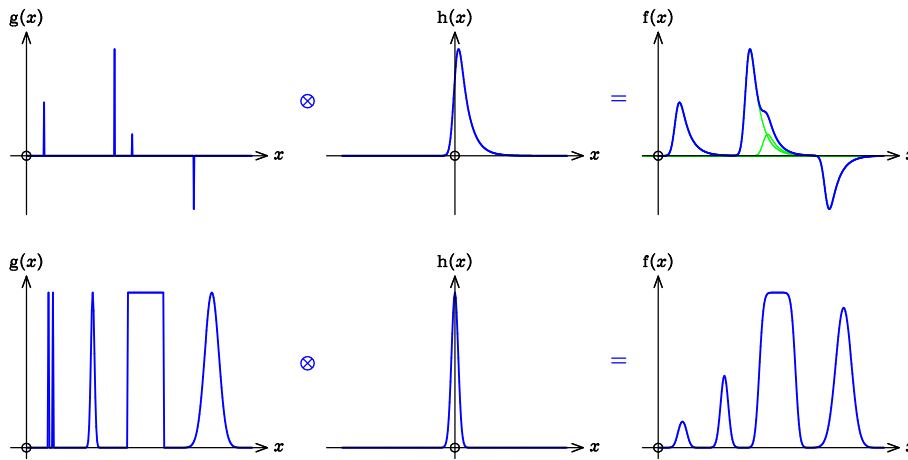 g(x) h(x) f(x)
⊗ =
x x x
g(x) h(x) f(x)
⊗ =
x x x